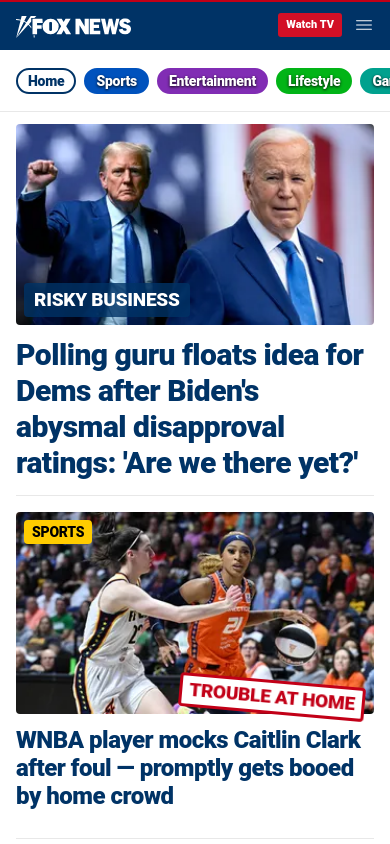 FOX NEWS
Watch TV
Home
Sports
Entertainment
Lifestyle
RISKY BUSINESS
Polling guru floats idea for
Dems after Biden's
abysmal disapproval
ratings: 'Are we there yet?'
SPORTS
21
TROUBLE AT HOME
WNBA player mocks Caitlin Clark
after foul — promptly gets booed
by home crowd